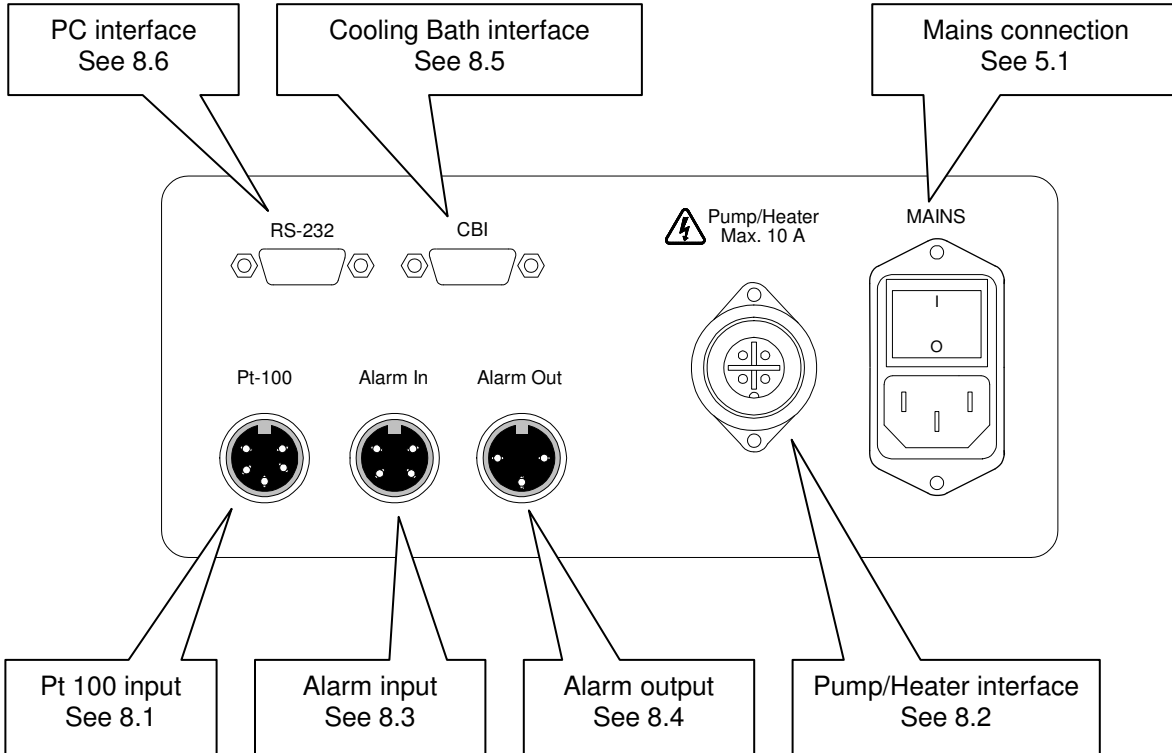 PC interface
See 8.6
Cooling Bath interface
See 8.5
Mains connection
See 5.1
RS-232
CBI
Pump/Heater
Max. 10 A
MAINS
I
O
Pt-100
Alarm In
Alarm Out
Pt 100 input
See 8.1
Alarm input
See 8.3
Alarm output
See 8.4
Pump/Heater interface
See 8.2